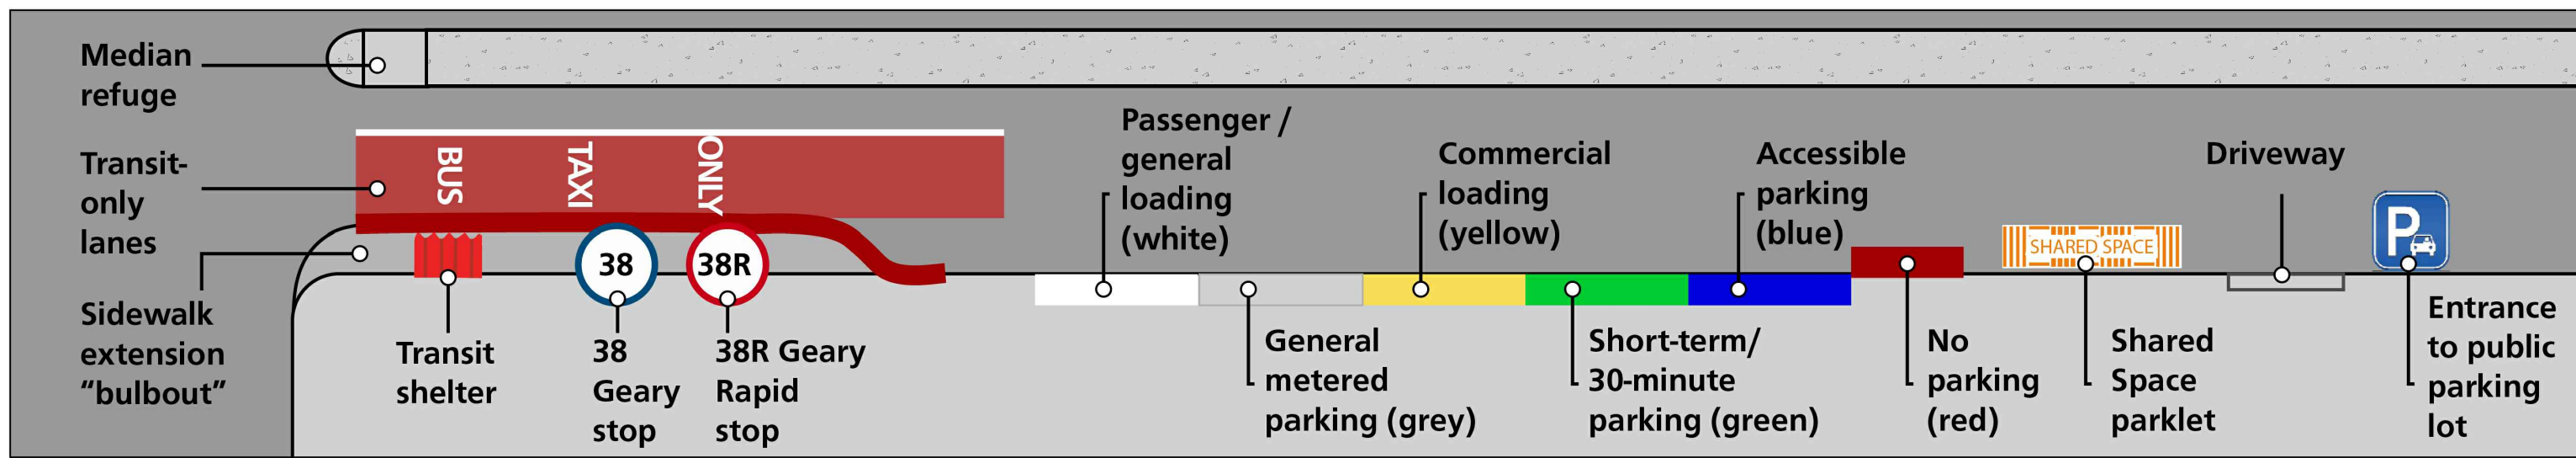 Median
refuge
Transit-
only
lanes
Sidewalk
extension
“bulbout”
BUS
TAXI
ONLY
Transit
shelter
38
38
Geary
stop
38R
38R Geary
Rapid
stop
Passenger /
general
loading
(white)
General
metered
parking (grey)
Commercial
loading
(yellow)
Short-term/
30-minute
parking (green)
Accessible
parking
(blue)
No
parking
(red)
SHARED SPACE
Shared
Space
parklet
Driveway
P
Entrance
to public
parking
lot